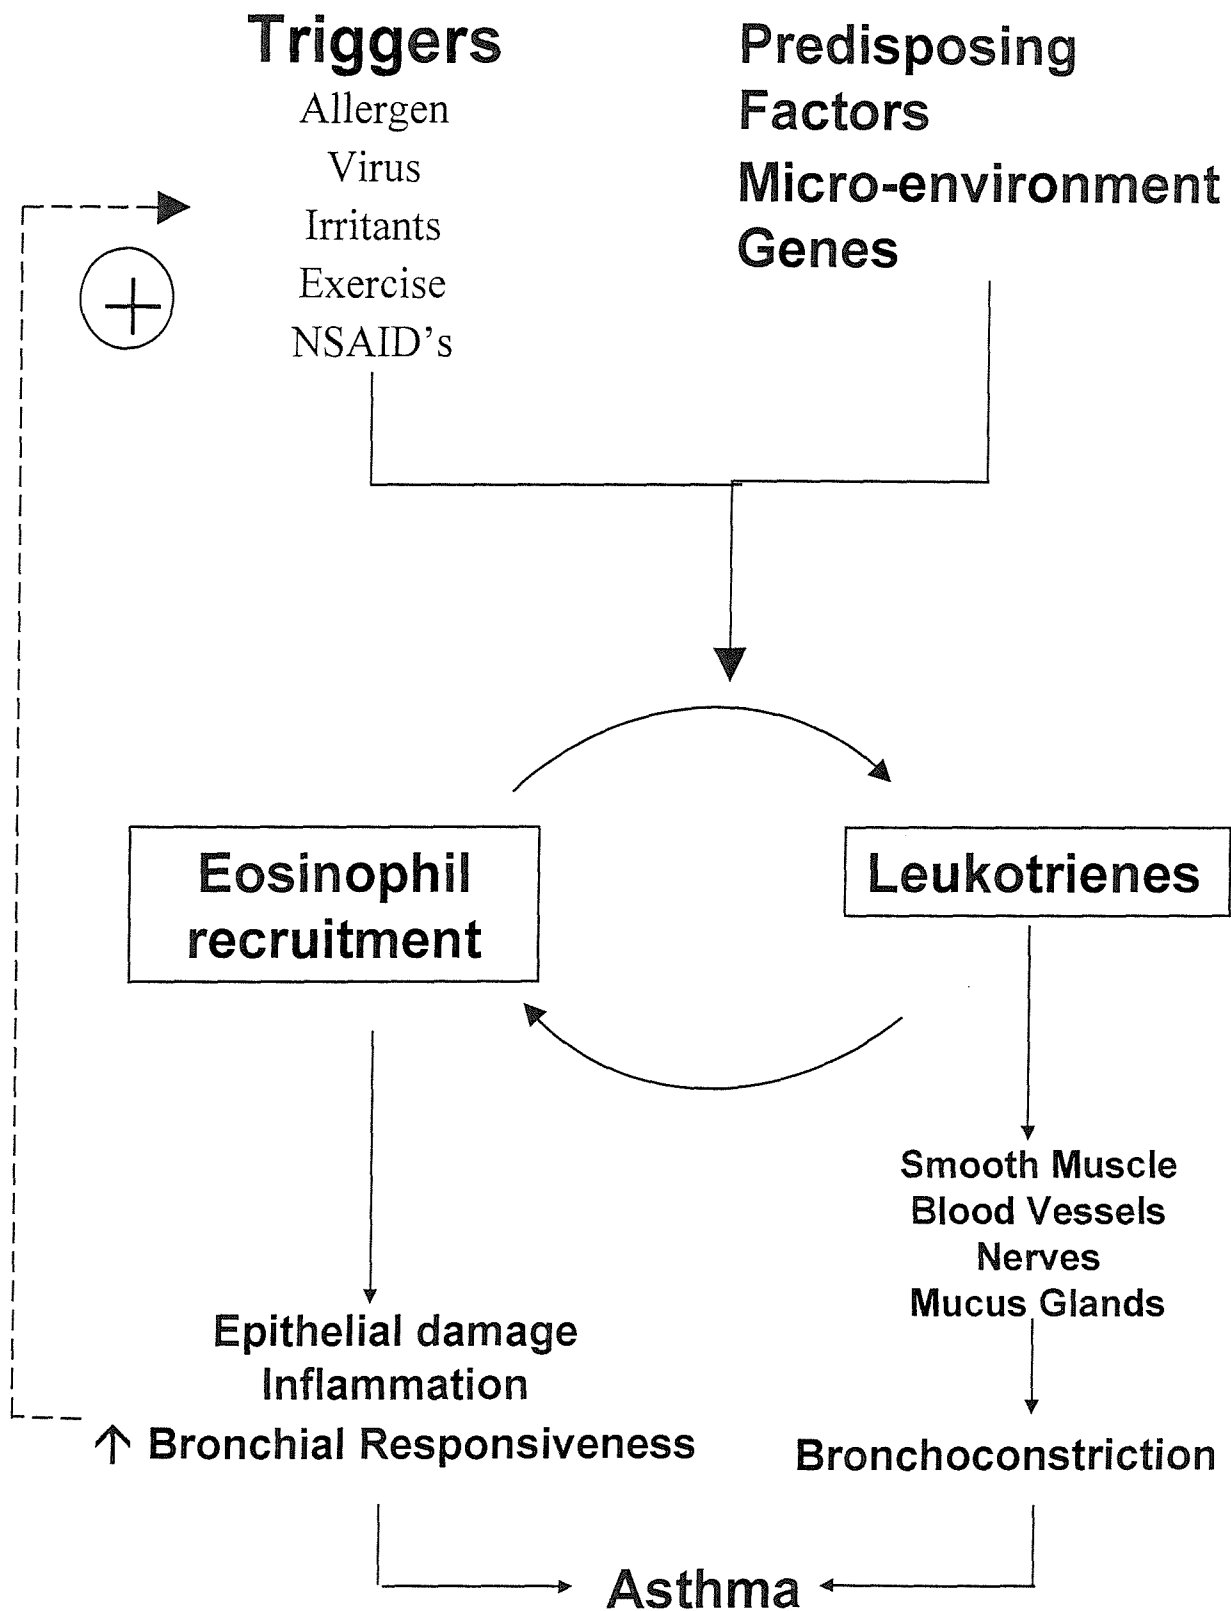 Triggers
Allergen
Virus
Irritants
Exercise
NSAID’s
Predisposing
Factors
Micro-environment
Genes
+
Eosinophil
recruitment
Leukotrienes
Smooth Muscle
Blood Vessels
Nerves
Mucus Glands
Epithelial damage
Inflammation
↑ Bronchial Responsiveness
Bronchoconstriction
Asthma